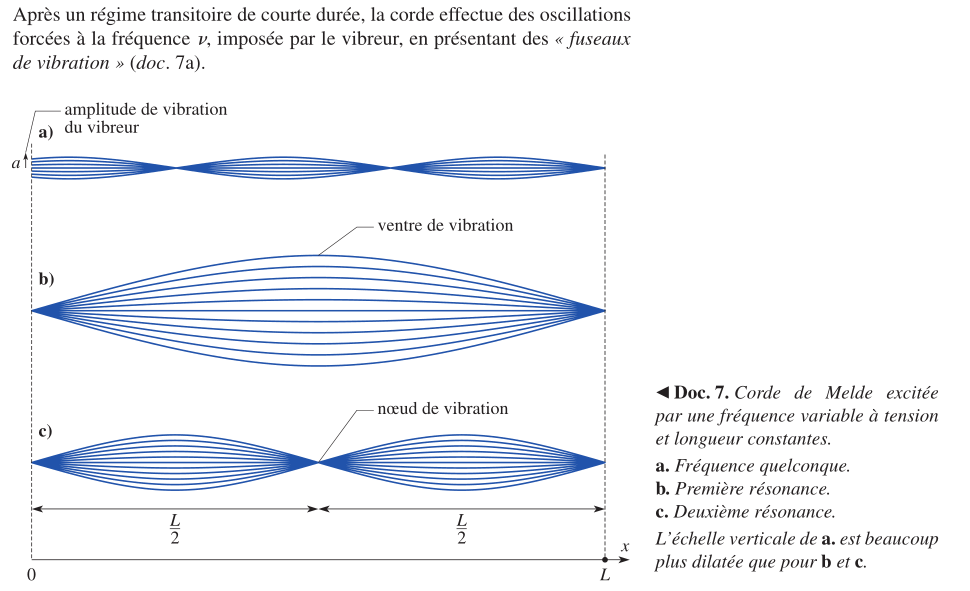 Après un régime transitoire de courte durée, la corde effectue des oscillations
forcées à la fréquence ν, imposée par le vibreur, en présentant des « fuseaux
de vibration » (doc. 7a).
amplitude de vibration
du vibreur
a)
a
ventre de vibration
b)
nœud de vibration
c)
L/2
L/2
x
0
L
◄ Doc. 7. Corde de Melde excitée
par une fréquence variable à tension
et longueur constantes.
a. Fréquence quelconque.
b. Première résonance.
c. Deuxième résonance.
L'échelle verticale de a. est beaucoup
plus dilatée que pour b et c.